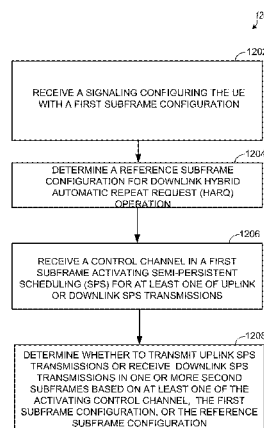 120
1202
RECEIVE A SIGNALING CONFIGURING THE UE
WITH A FIRST SUBFRAME CONFIGURATION
1204
DETERMINE A REFERENCE SUBFRAME
CONFIGURATION FOR DOWNLINK HYBRID
AUTOMATIC REPEAT REQUEST (HARQ)
OPERATION
1206
RECEIVE A CONTROL CHANNEL IN A FIRST
SUBFRAME ACTIVATING SEMI-PERSISTENT
SCHEDULING (SPS) FOR AT LEAST ONE OF UPLINK
OR DOWNLINK SPS TRANSMISSIONS
1208
DETERMINE WHETHER TO TRANSMIT UPLINK SPS
TRANSMISSIONS OR RECEIVE DOWNLINK SPS
TRANSMISSIONS IN ONE OR MORE SECOND
SUBFRAMES BASED ON AT LEAST ONE OF THE
ACTIVATING CONTROL CHANNEL, THE FIRST
SUBFRAME CONFIGURATION, OR THE REFERENCE
SUBFRAME CONFIGURATION